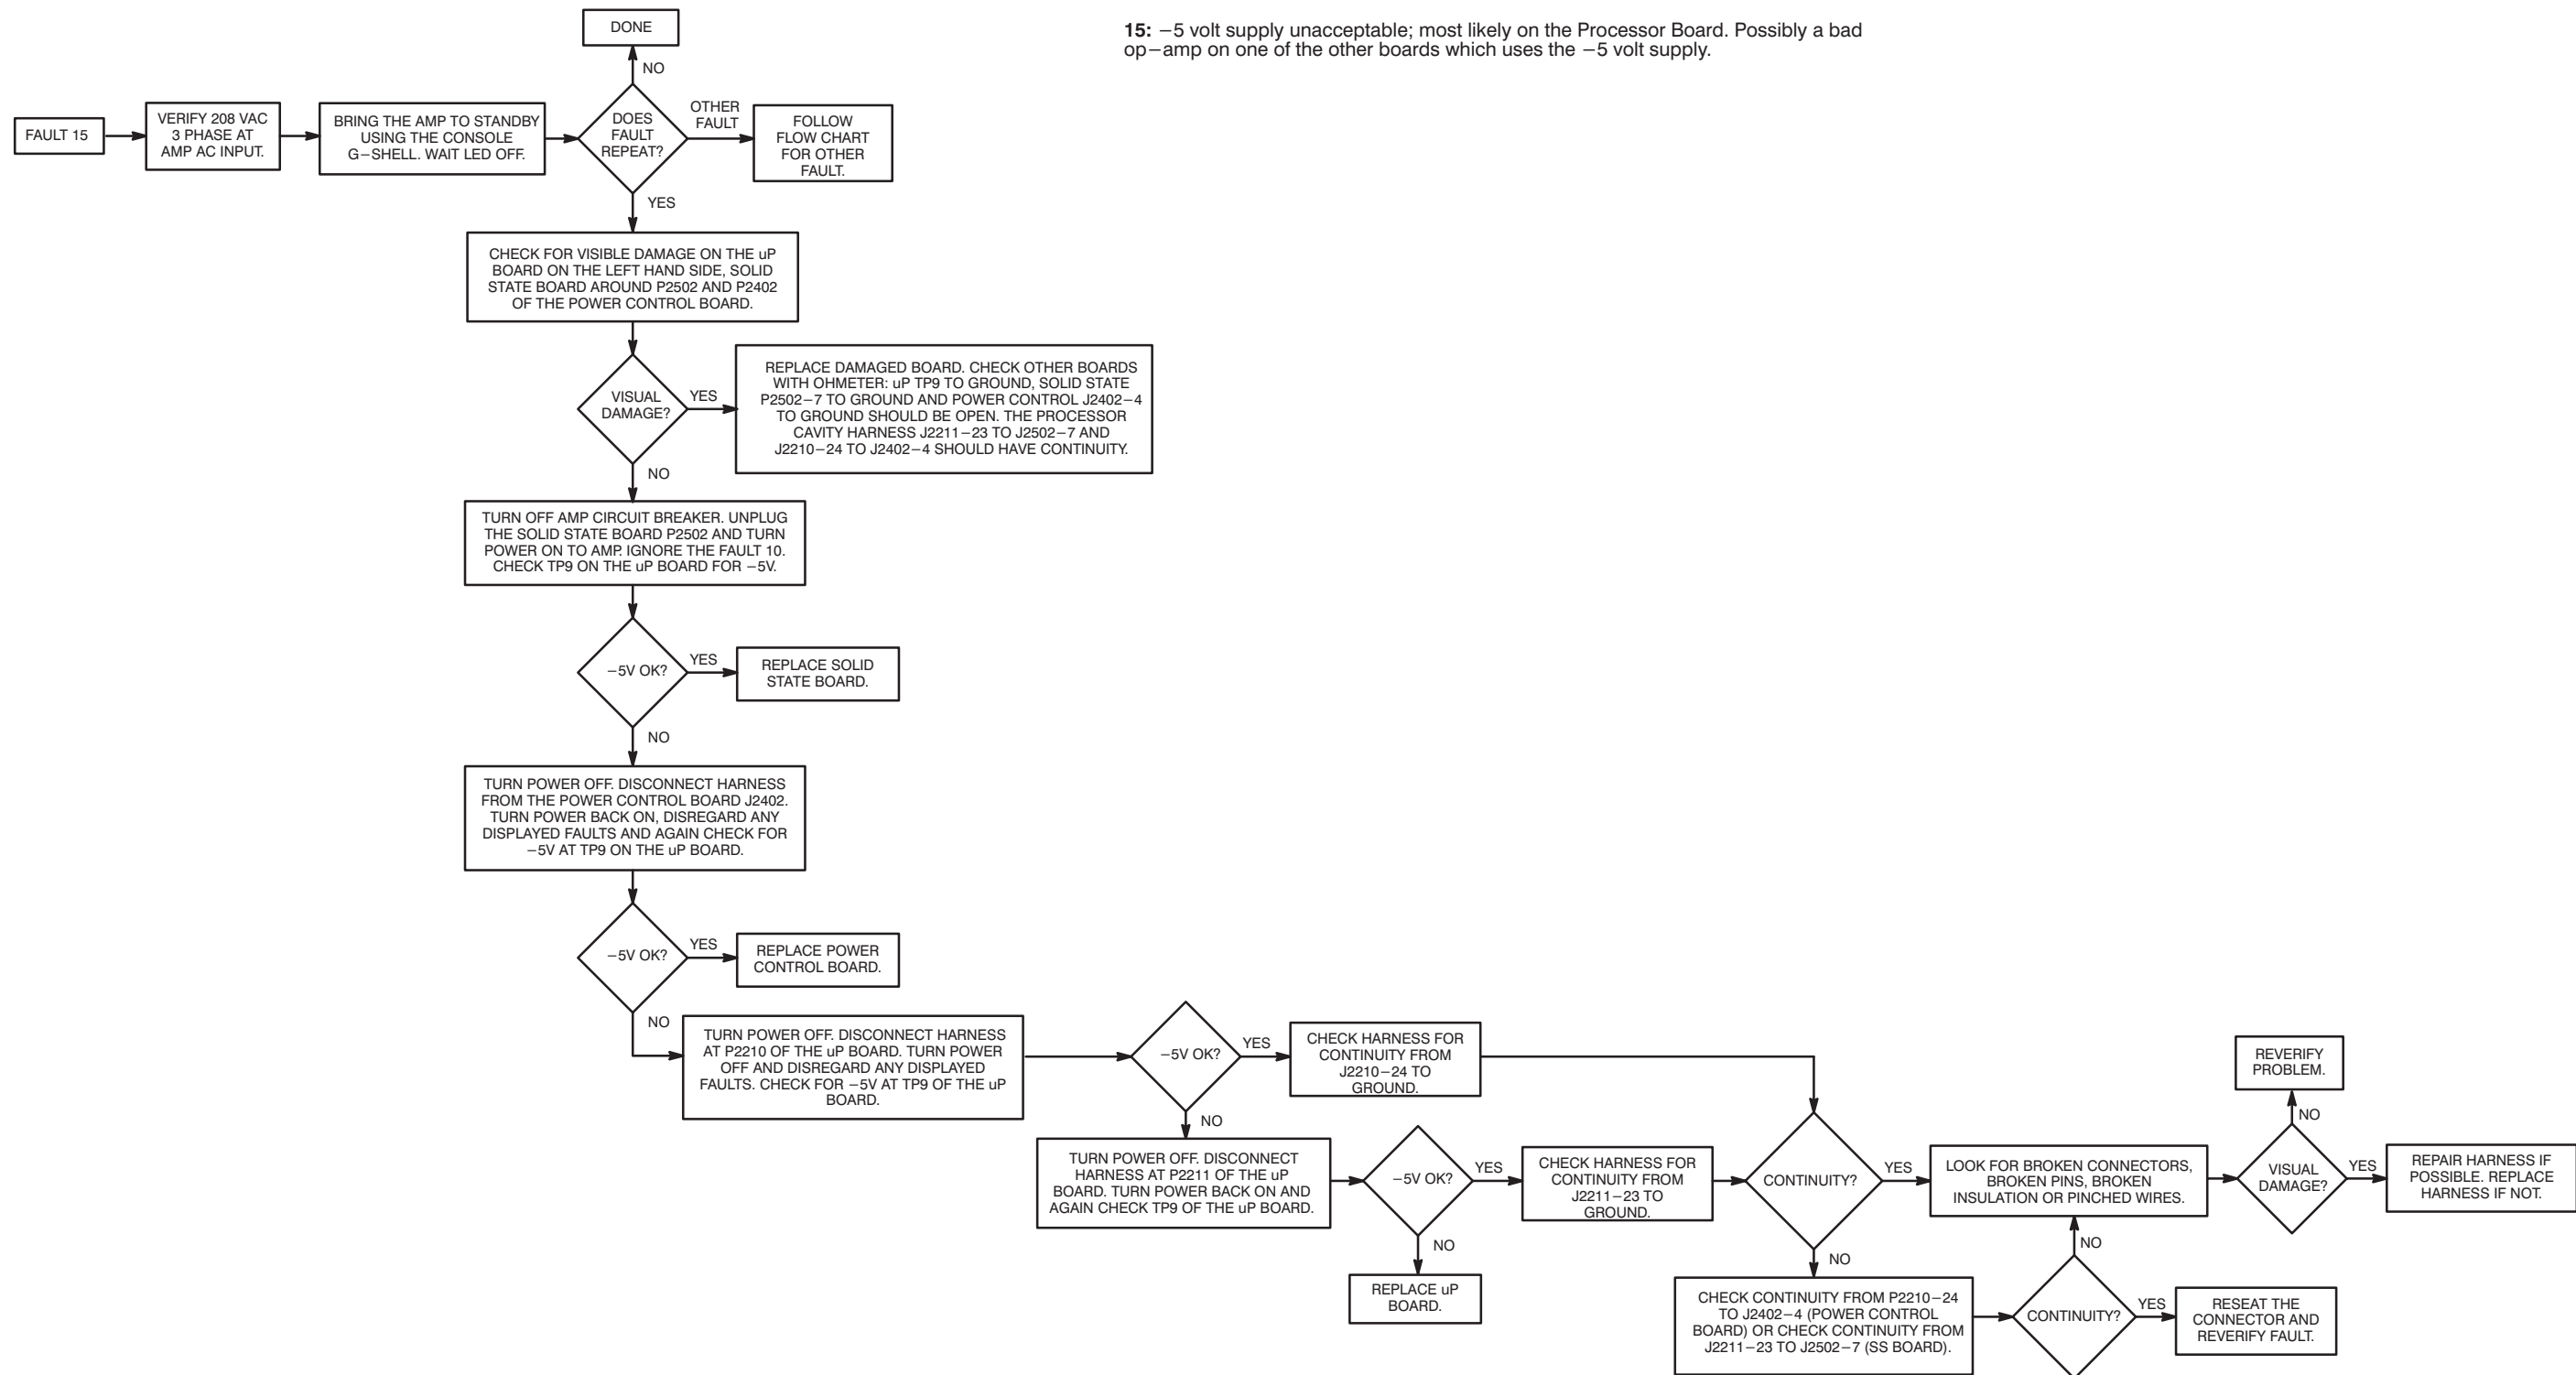 DONE
15: −5 volt supply unacceptable; most likely on the Processor Board. Possibly a bad
op−amp on one of the other boards which uses the −5 volt supply.
NO
FAULT 15
VERIFY 208 VAC
3 PHASE AT
AMP AC INPUT.
BRING THE AMP TO STANDBY
USING THE CONSOLE
G−SHELL. WAIT LED OFF.
DOES
FAULT
REPEAT?
OTHER
FAULT
FOLLOW
FLOW CHART
FOR OTHER
FAULT.
YES
CHECK FOR VISIBLE DAMAGE ON THE uP
BOARD ON THE LEFT HAND SIDE, SOLID
STATE BOARD AROUND P2502 AND P2402
OF THE POWER CONTROL BOARD.
VISUAL
DAMAGE?
YES
REPLACE DAMAGED BOARD. CHECK OTHER BOARDS
WITH OHMETER: uP TP9 TO GROUND, SOLID STATE
P2502−7 TO GROUND AND POWER CONTROL J2402−4
TO GROUND SHOULD BE OPEN. THE PROCESSOR
CAVITY HARNESS J2211−23 TO J2502−7 AND
J2210−24 TO J2402−4 SHOULD HAVE CONTINUITY.
NO
TURN OFF AMP CIRCUIT BREAKER. UNPLUG
THE SOLID STATE BOARD P2502 AND TURN
POWER ON TO AMP. IGNORE THE FAULT 10.
CHECK TP9 ON THE uP BOARD FOR −5V.
−5V OK?
YES
REPLACE SOLID
STATE BOARD.
NO
TURN POWER OFF. DISCONNECT HARNESS
FROM THE POWER CONTROL BOARD J2402.
TURN POWER BACK ON, DISREGARD ANY
DISPLAYED FAULTS AND AGAIN CHECK FOR
−5V AT TP9 ON THE uP BOARD.
−5V OK?
YES
REPLACE POWER
CONTROL BOARD.
NO
TURN POWER OFF. DISCONNECT HARNESS
AT P2210 OF THE uP BOARD. TURN POWER
OFF AND DISREGARD ANY DISPLAYED
FAULTS. CHECK FOR −5V AT TP9 OF THE uP
BOARD.
−5V OK?
YES
CHECK HARNESS FOR
CONTINUITY FROM
J2210−24 TO
GROUND.
NO
TURN POWER OFF. DISCONNECT
HARNESS AT P2211 OF THE uP
BOARD. TURN POWER BACK ON AND
AGAIN CHECK TP9 OF THE uP BOARD.
−5V OK?
YES
CHECK HARNESS FOR
CONTINUITY FROM
J2211−23 TO
GROUND.
NO
REPLACE uP
BOARD.
CONTINUITY?
YES
LOOK FOR BROKEN CONNECTORS,
BROKEN PINS, BROKEN
INSULATION OR PINCHED WIRES.
VISUAL
DAMAGE?
NO
REVERIFY
PROBLEM.
YES
REPAIR HARNESS IF
POSSIBLE. REPLACE
HARNESS IF NOT.
NO
CHECK CONTINUITY FROM P2210−24
TO J2402−4 (POWER CONTROL
BOARD) OR CHECK CONTINUITY FROM
J2211−23 TO J2502−7 (SS BOARD).
CONTINUITY?
NO
YES
RESEAT THE
CONNECTOR AND
REVERIFY FAULT.